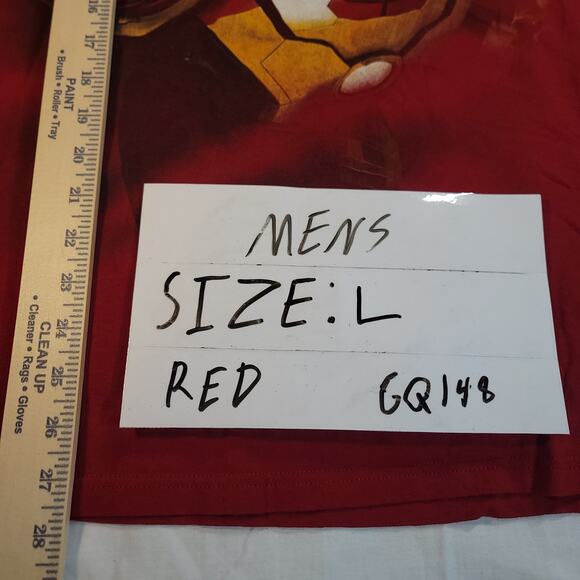 MENS
SIZE: L
RED GQ148
16
17
18
19
20
21
22
23
24
25
26
27
28
PAINT
• Brush • Roller • Tray
CLEAN UP
• Cleaner • Rags • Gloves